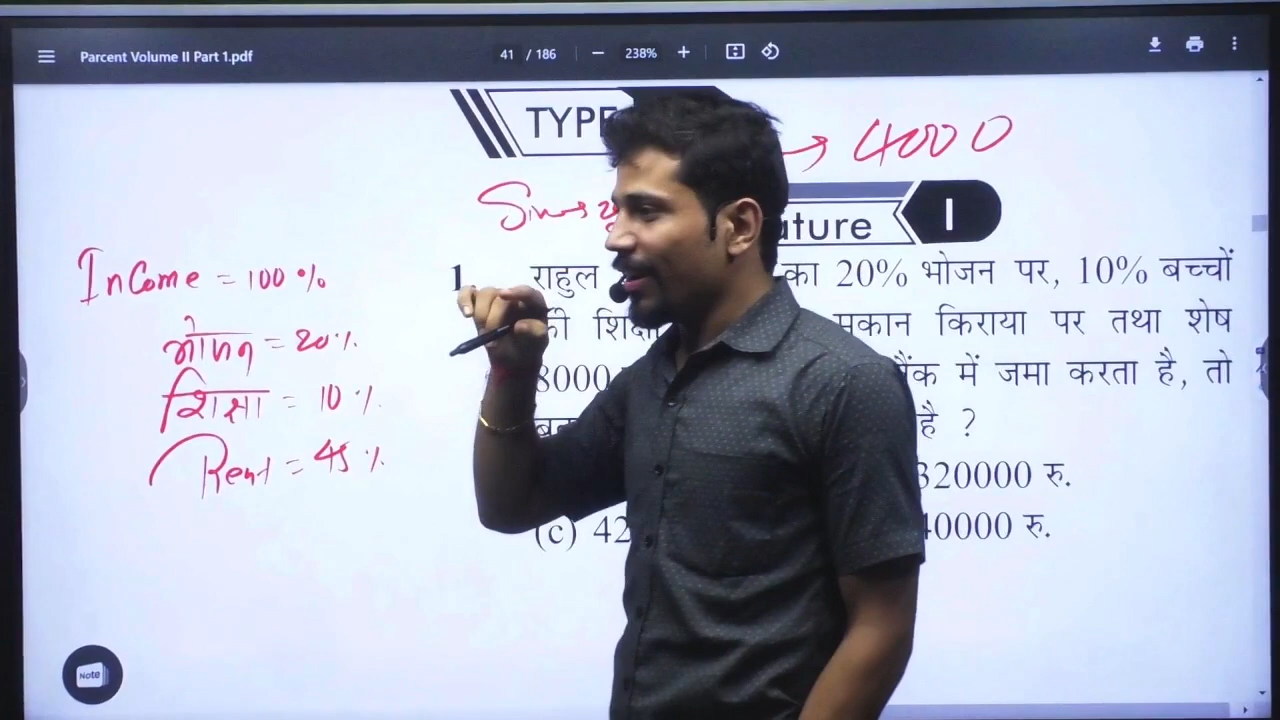 Parcent Volume II Part 1.pdf
41 / 186
238%
TYPE
→ 4000
I
InCome = 100%
1. राहुल का 20% भोजन पर, 10% बच्चों
की मकान किराया पर तथा शेष
8000 में जमा करता है, तो
है ?
320000 रु.
(c) 42 40000 रु.
भोजन = 20%
शिक्षा = 10%
Rent = 45%
Note